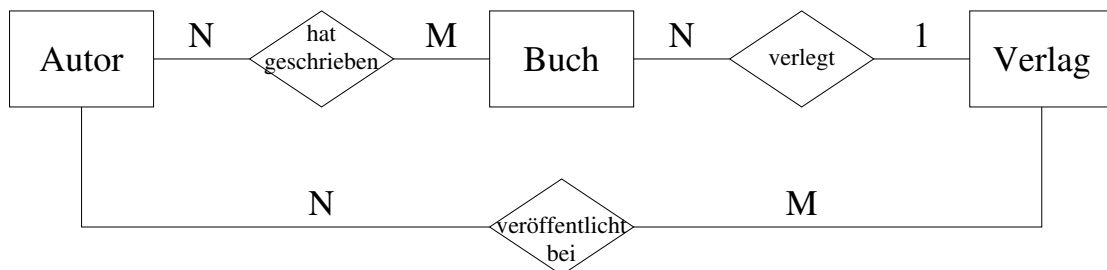 Autor
N
hat
geschrieben
M
Buch
N
verlegt
1
Verlag
N
veröffentlicht
bei
M